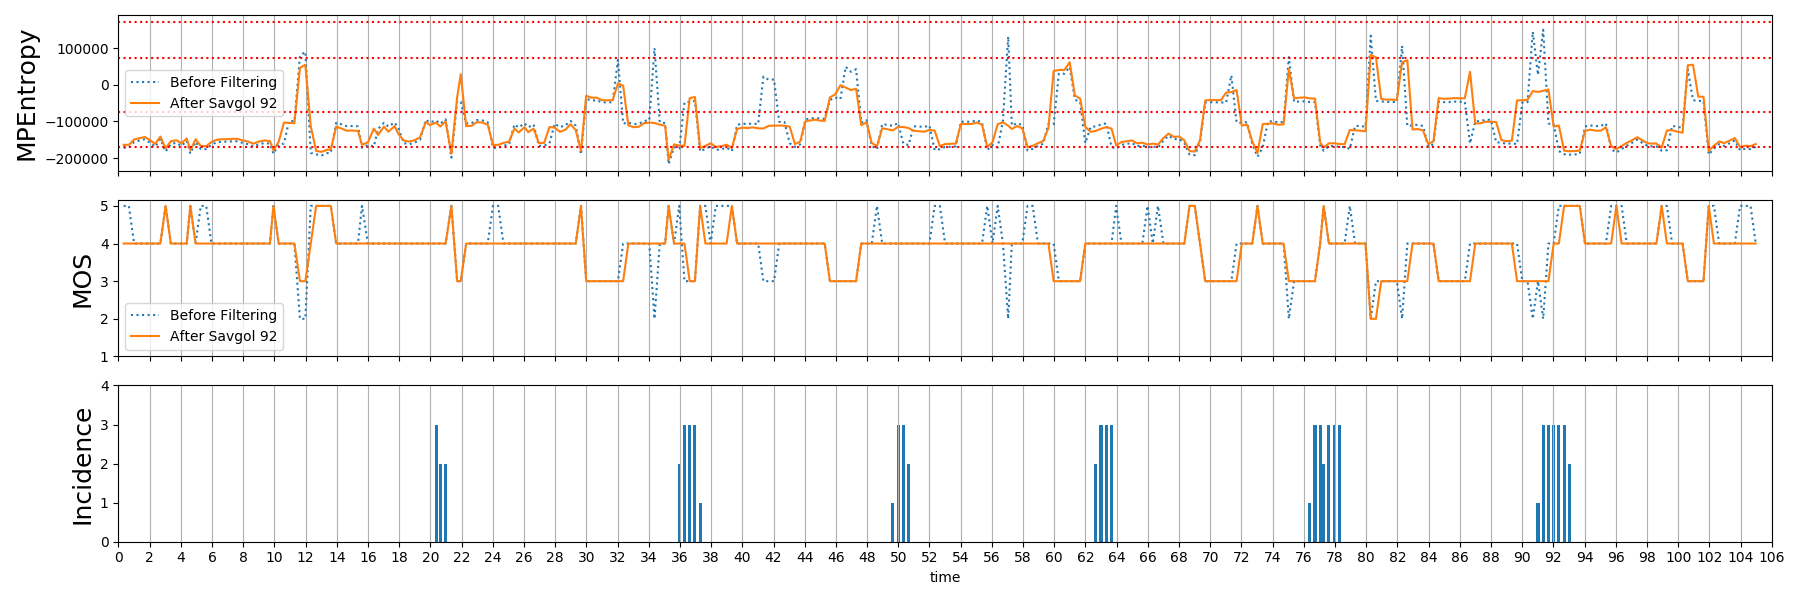 MPEntropy
100000
0
−100000
−200000
Before Filtering
After Savgol 92
MOS
5
4
3
2
1
Before Filtering
After Savgol 92
Incidence
4
3
2
1
0
0 2 4 6 8 10 12 14 16 18 20 22 24 26 28 30 32 34 36 38 40 42 44 46 48 50 52 54 56 58 60 62 64 66 68 70 72 74 76 78 80 82 84 86 88 90 92 94 96 98 100 102 104 106
time